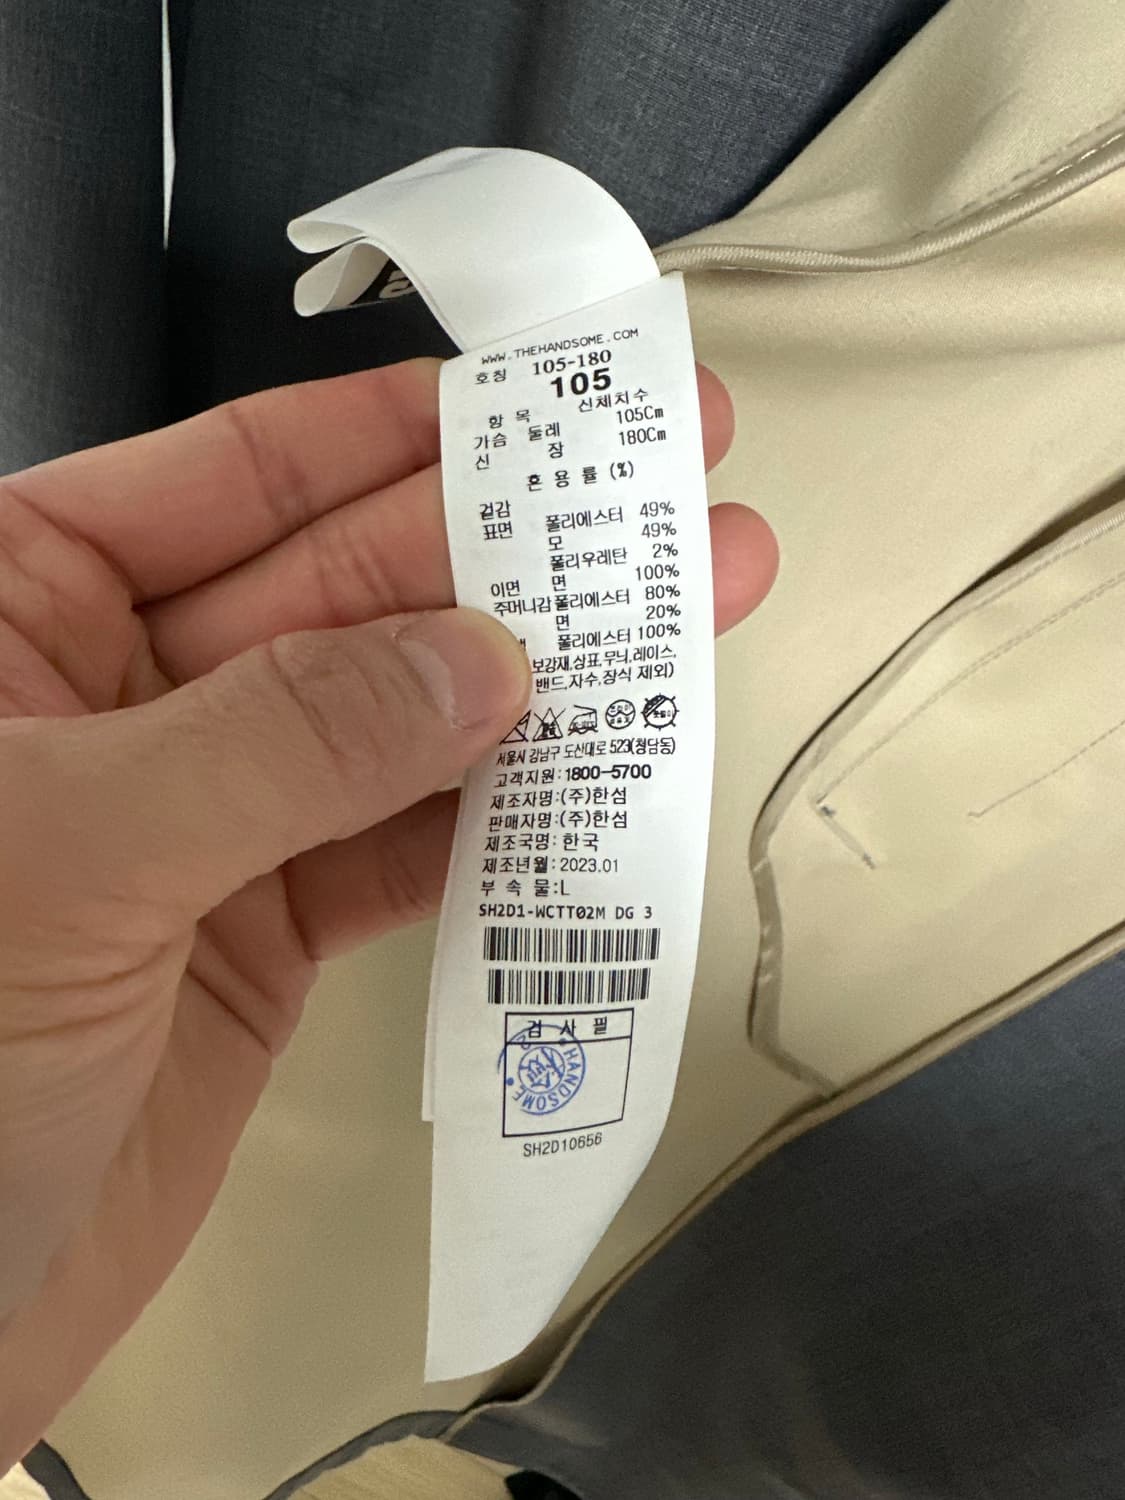 WWW.THEHANDSOME.COM
호칭 105-180
105
항 목 신체치수
가슴 둘레 105Cm
신 장 180Cm
혼 용 률 (%)
겉감
표면 폴리에스터 49%
모 49%
폴리우레탄 2%
이면 면 100%
주머니감 폴리에스터 80%
면 20%
폴리에스터 100%
보강재,상표,무늬,레이스,
밴드,자수,장식 제외)
서울시 강남구 도산대로 523(청담동)
고객지원:1800-5700
제조자명:(주)한섬
판매자명:(주)한섬
제조국명: 한국
제조년월: 2023.01
부 속 물:L
SH2D1-WCTT02M DG 3
검 사 필
HANDSOME
SH2D10656